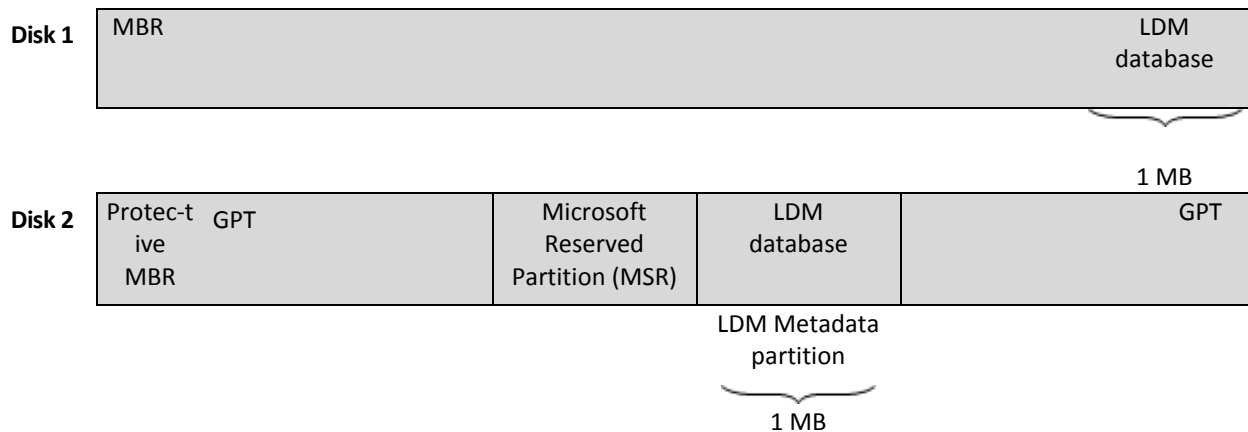 Disk 1
MBR
LDM
database
1 MB
Disk 2
Protec-t
ive
MBR
GPT
Microsoft
Reserved
Partition (MSR)
LDM
database
GPT
LDM Metadata
partition
1 MB